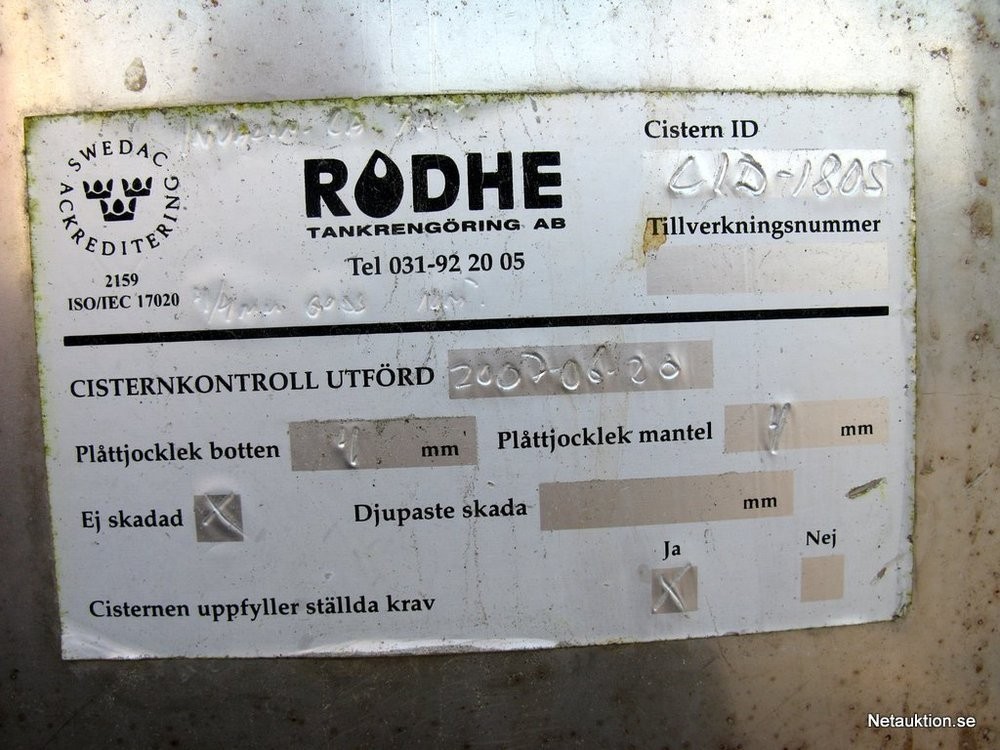 SWEDAC
ACKREDITERING
2159
ISO/IEC 17020
RODHE
TANKRENGÖRING AB
Tel 031-92 20 05
Cistern ID
CID-1805
Tillverkningsnummer
CISTERNKONTROLL UTFÖRD 2007-06-20
Plåttjocklek botten 4 mm Plåttjocklek mantel 4 mm
Ej skadad X Djupaste skada mm
Ja Nej
Cisternen uppfyller ställda krav X
Netauktion.se